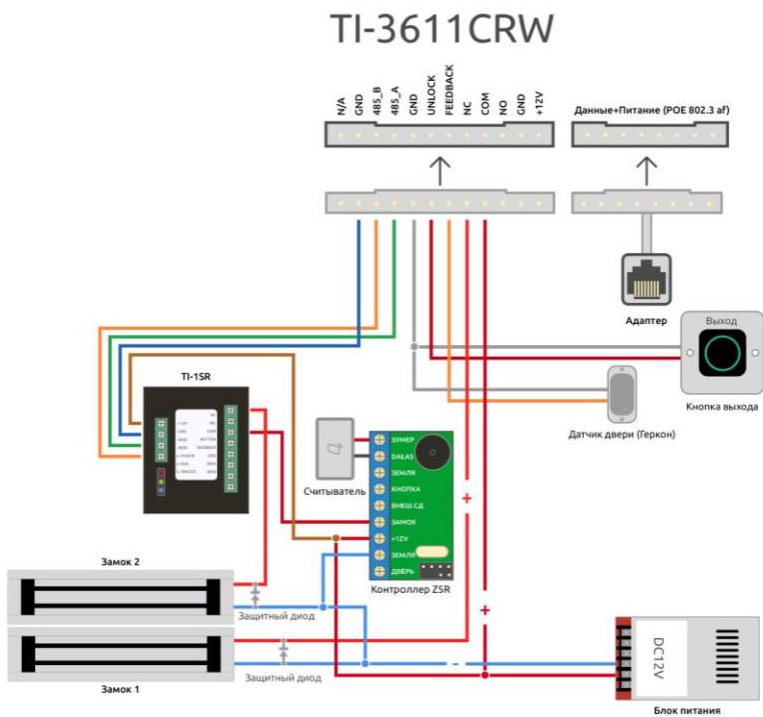 TI-3611CRW
N/A
GND
485_B
485_A
GND
UNLOCK
FEEDBACK
NC
COM
NO
GND
+12V
Данные+Питание (POE 802.3 af)
Адаптер
Выход
Кнопка выхода
Датчик двери (Геркон)
TI-1SR
Считыватель
ЗУМЕР
DALAS
ЗЕМЛЯ
КНОПКА
ВНЕШ.СД
ЗАМОК
+12V
ЗЕМЛЯ
ДВЕРЬ
Контроллер Z5R
+
+
-
Замок 2
Защитный диод
Защитный диод
Замок 1
DC12V
Блок питания